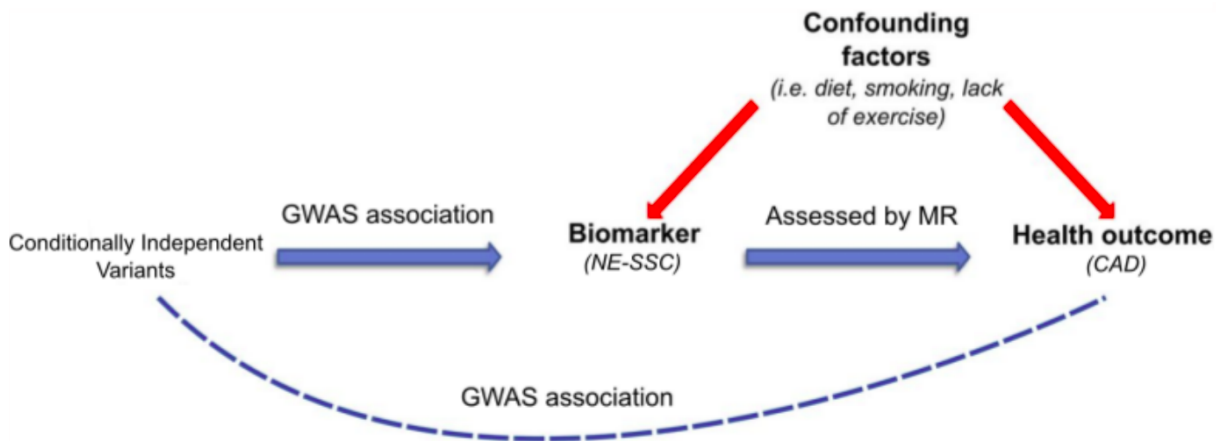 Confounding
factors
(i.e. diet, smoking, lack
of exercise)
GWAS association
Assessed by MR
Conditionally Independent
Variants
Biomarker
(NE-SSC)
Health outcome
(CAD)
GWAS association